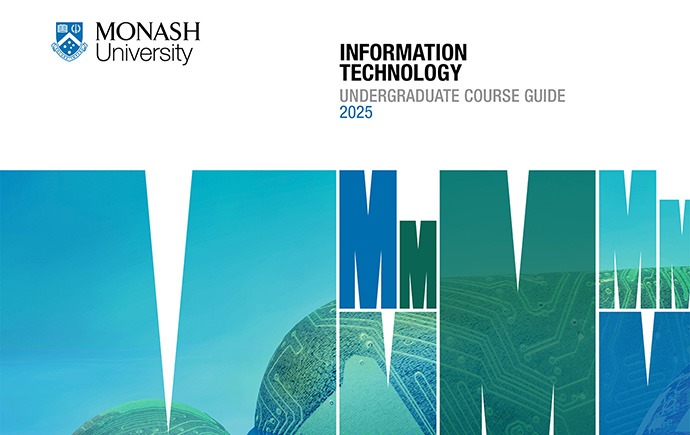 MONASH
University
INFORMATION
TECHNOLOGY
UNDERGRADUATE COURSE GUIDE
2025